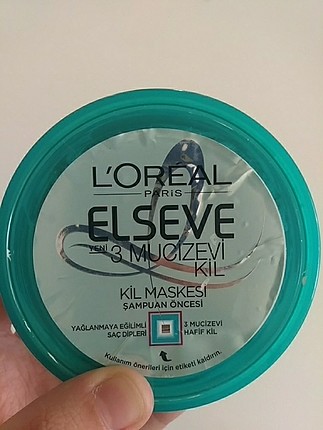 L'ORÉAL
PARIS
ELSEVE
YENİ 3 MUCİZEVİ
KİL
KİL MASKESİ
ŞAMPUAN ÖNCESİ
YAĞLANMAYA EĞİLİMLİ
SAÇ DİPLERİ
3 MUCİZEVİ
HAFİF KİL
Kullanım önerileri için etiketi kaldırın.